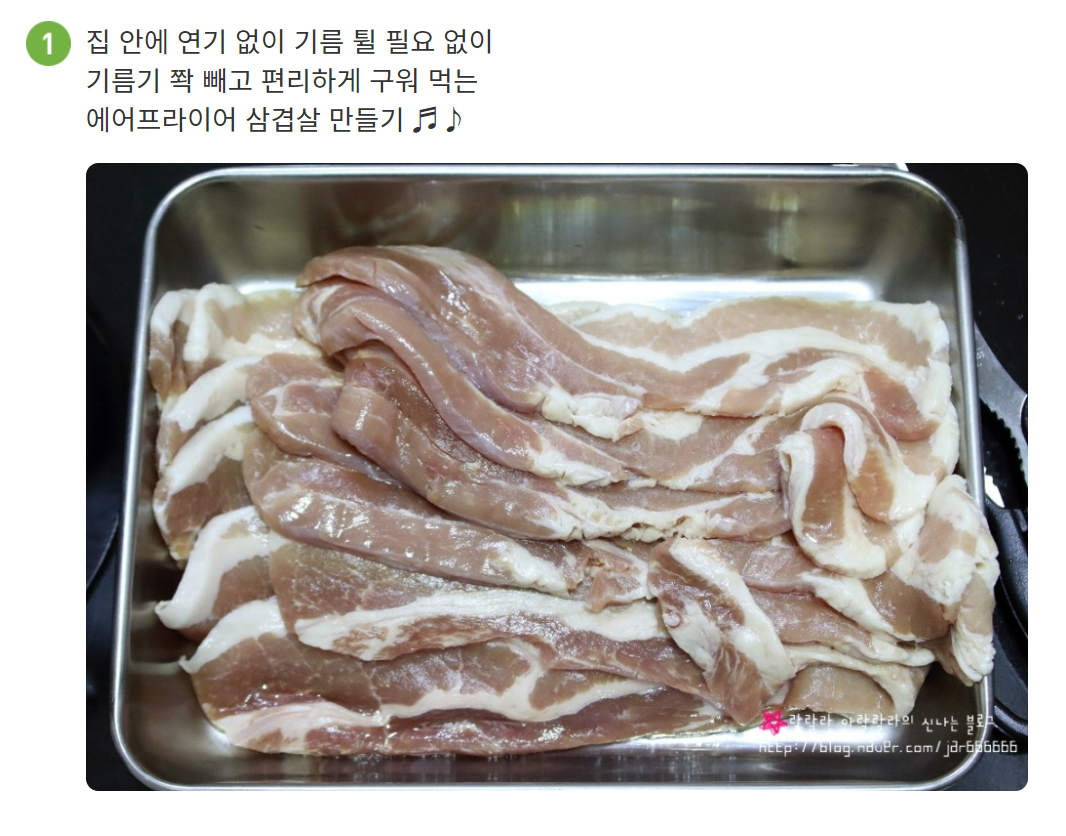 1
집 안에 연기 없이 기름 튈 필요 없이
기름기 쫙 빼고 편리하게 구워 먹는
에어프라이어 삼겹살 만들기 🎜♪
라라라 아람람라의 신나는 블로그
http://blog.naver.com/jar666666